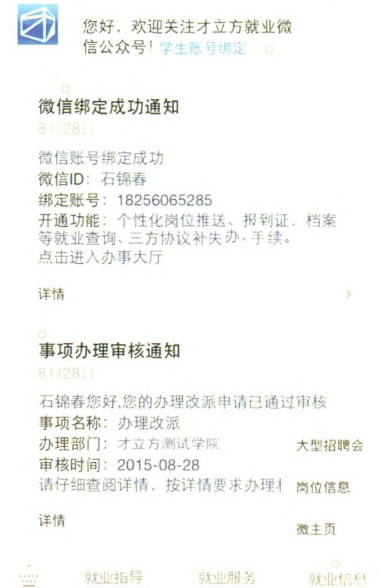 您好，欢迎关注才立方就业微
信公众号！学生账号绑定
微信绑定成功通知
8月28日
微信账号绑定成功
微信ID：石锦春
绑定账号：18256065285
开通功能：个性化岗位推送、报到证、档案
等就业查询、三方协议补失办、手续。
点击进入办事大厅
详情
事项办理审核通知
8月28日
石锦春您好,您的办理改派申请已通过审核
事项名称：办理改派
办理部门：才立方测试学院
审核时间：2015-08-28
请仔细查阅详情，按详情要求办理
详情
大型招聘会
岗位信息
微主页
就业指导
就业服务
就业信息